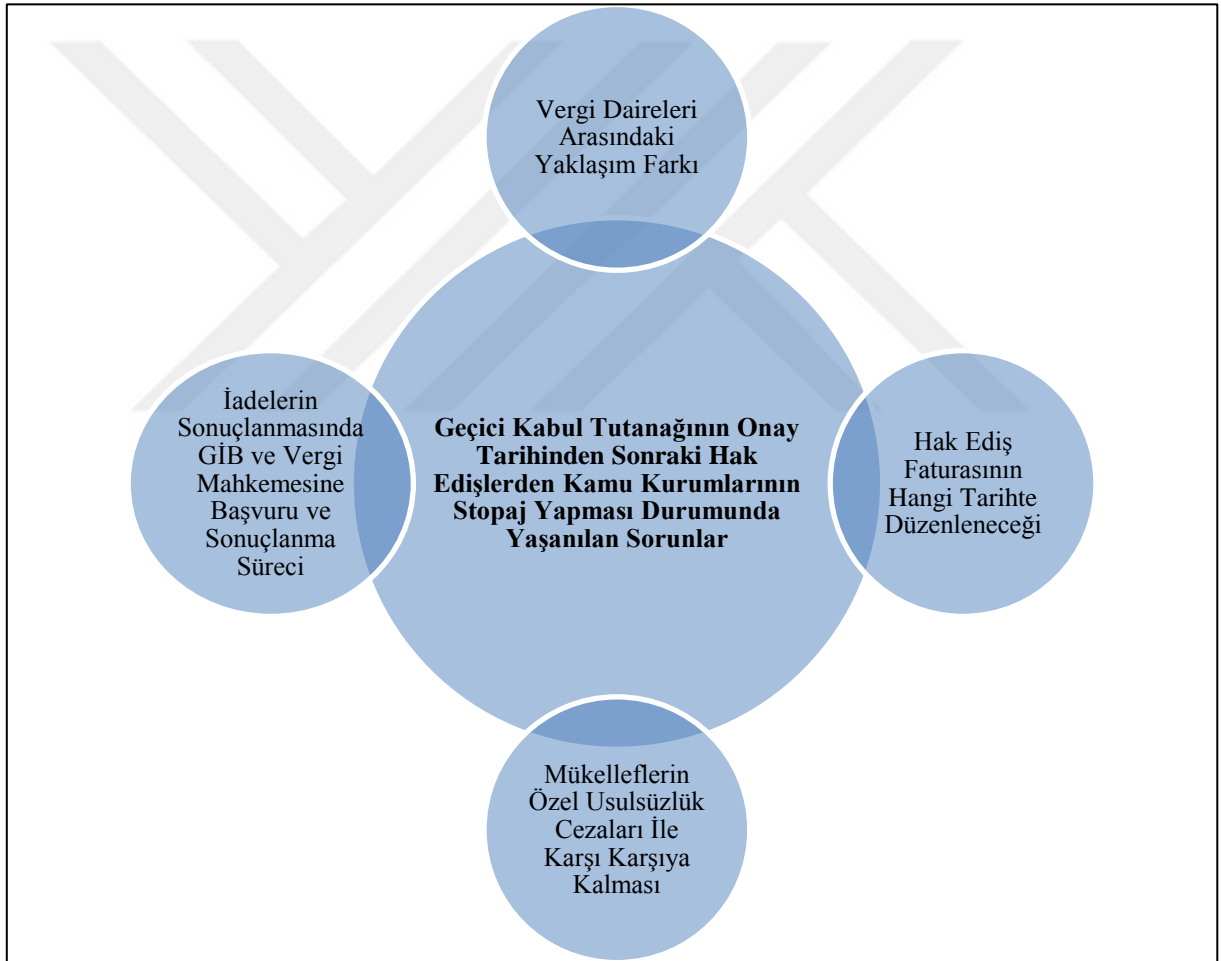 Vergi Daireleri
Arasındaki
Yaklaşım Farkı
İadelerin
Sonuçlanmasında
GİB ve Vergi
Mahkemesine
Başvuru ve
Sonuçlanma
Süreci
Geçici Kabul Tutanağının Onay
Tarihinden Sonraki Hak
Edişlerden Kamu Kurumlarının
Stopaj Yapması Durumunda
Yaşanılan Sorunlar
Hak Ediş
Faturasının
Hangi Tarihte
Düzenleneceği
Mükelleflerin
Özel Usulsüzlük
Cezaları İle
Karşı Karşıya
Kalması